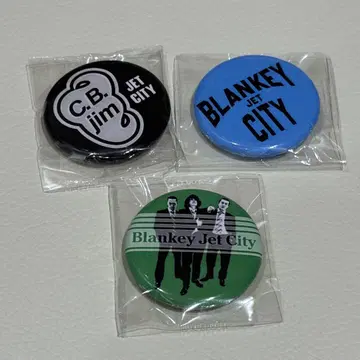 C.B.
jim
JET
CITY
BLANKEY
JET
CITY
Blankey Jet City